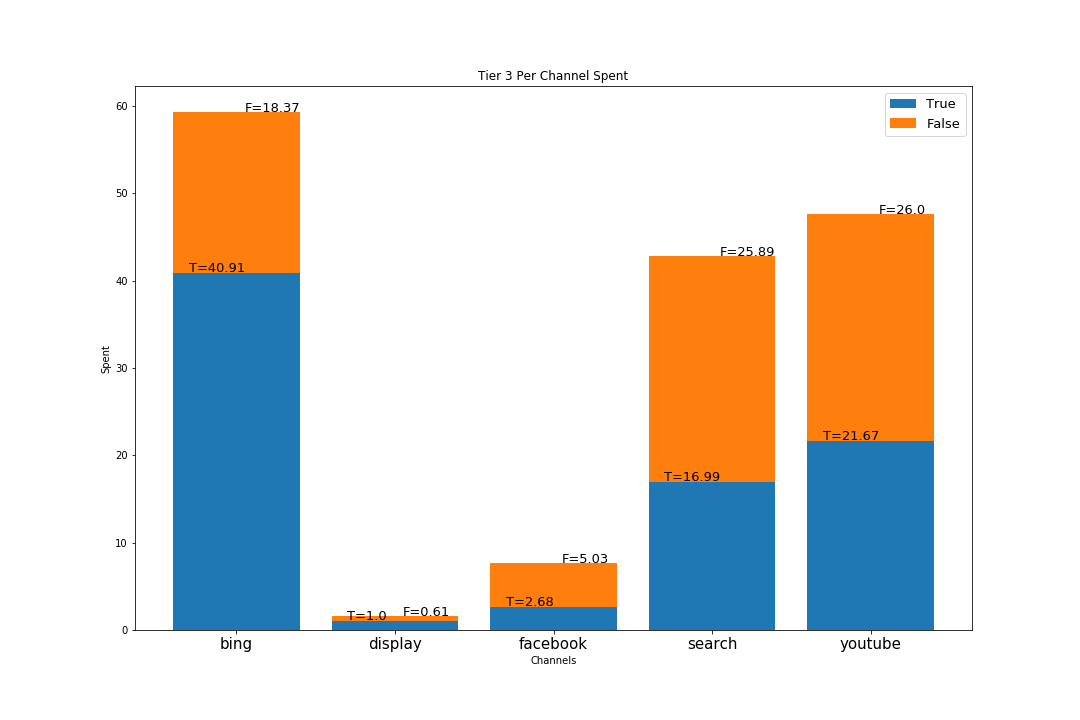 Tier 3 Per Channel Spent
True
False
F=18.37
T=40.91
T=1.0
F=0.61
F=5.03
T=2.68
F=25.89
T=16.99
F=26.0
T=21.67
60
50
40
30
20
10
0
Spent
bing
display
facebook
search
youtube
Channels